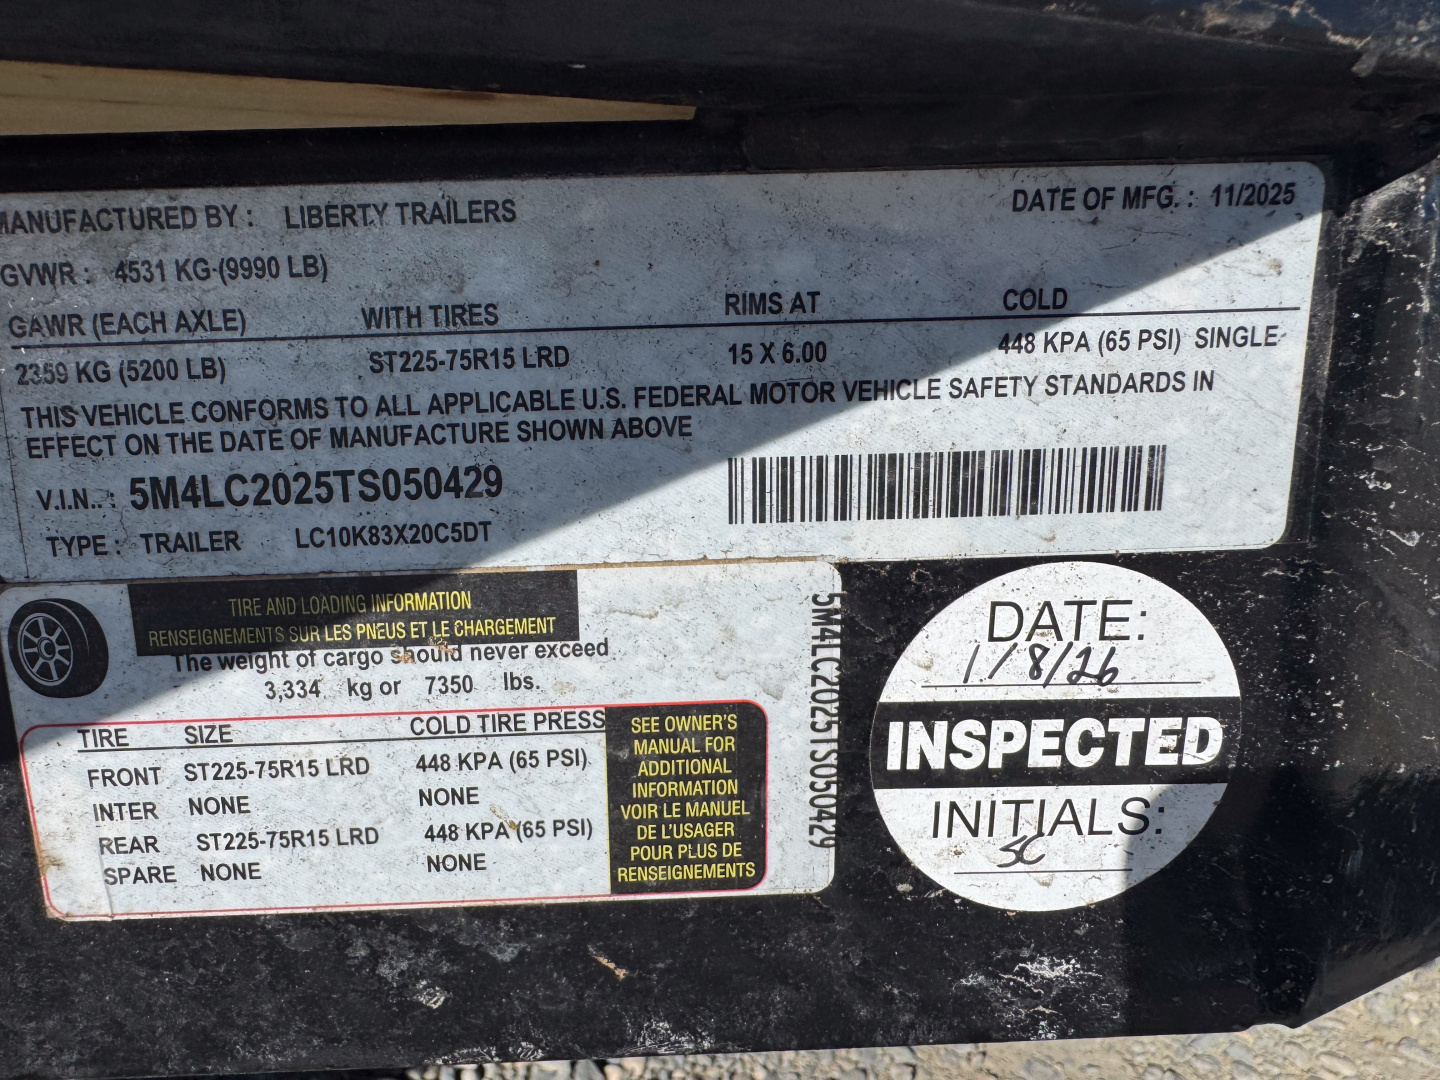 MANUFACTURED BY : LIBERTY TRAILERS DATE OF MFG. : 11/2025
GVWR : 4531 KG (9990 LB)
GAWR (EACH AXLE) WITH TIRES RIMS AT COLD
2359 KG (5200 LB) ST225-75R15 LRD 15 X 6.00 448 KPA (65 PSI) SINGLE
THIS VEHICLE CONFORMS TO ALL APPLICABLE U.S. FEDERAL MOTOR VEHICLE SAFETY STANDARDS IN
EFFECT ON THE DATE OF MANUFACTURE SHOWN ABOVE
V.I.N.. : 5M4LC2025TS050429
TYPE : TRAILER LC10K83X20C5DT
TIRE AND LOADING INFORMATION
RENSEIGNEMENTS SUR LES PNEUS ET LE CHARGEMENT
The weight of cargo should never exceed
3,334 kg or 7350 lbs.
TIRE SIZE COLD TIRE PRESS
FRONT ST225-75R15 LRD 448 KPA (65 PSI)
INTER NONE NONE
REAR ST225-75R15 LRD 448 KPA (65 PSI)
SPARE NONE NONE
SEE OWNER'S
MANUAL FOR
ADDITIONAL
INFORMATION
VOIR LE MANUEL
DE L'USAGER
POUR PLUS DE
RENSEIGNEMENTS
5M4LC2025TS050429
DATE:
1/8/26
INSPECTED
INITIALS:
SC